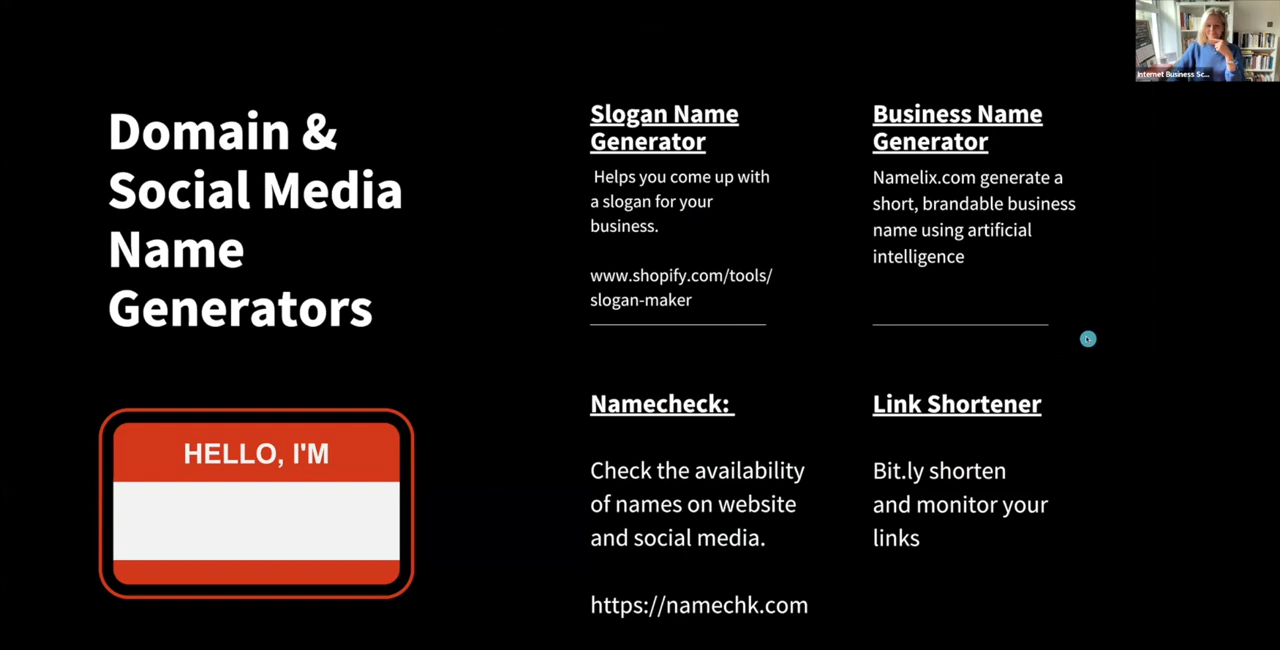 Domain &
Social Media
Name
Generators
HELLO, I'M
Slogan Name
Generator
Helps you come up with
a slogan for your
business.
www.shopify.com/tools/
slogan-maker
Business Name
Generator
Namelix.com generate a
short, brandable business
name using artificial
intelligence
Namecheck:
Check the availability
of names on website
and social media.
https://namechk.com
Link Shortener
Bit.ly shorten
and monitor your
links
Internet Business Sc...